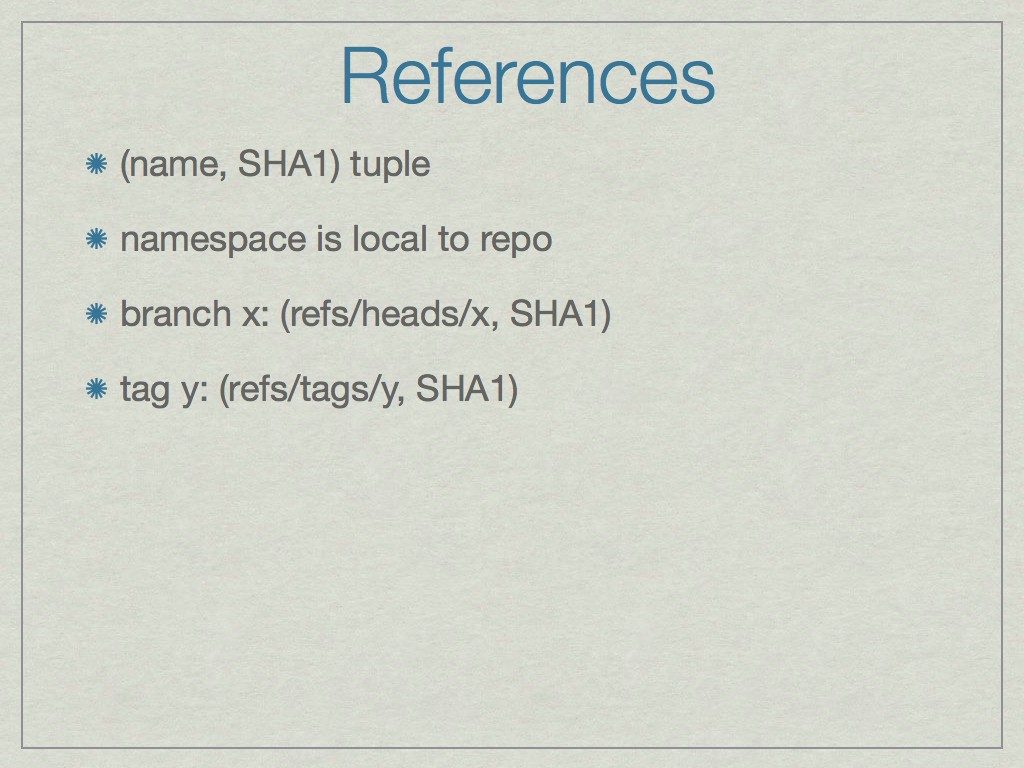 References
(name, SHA1) tuple
namespace is local to repo
branch x: (refs/heads/x, SHA1)
tag y: (refs/tags/y, SHA1)